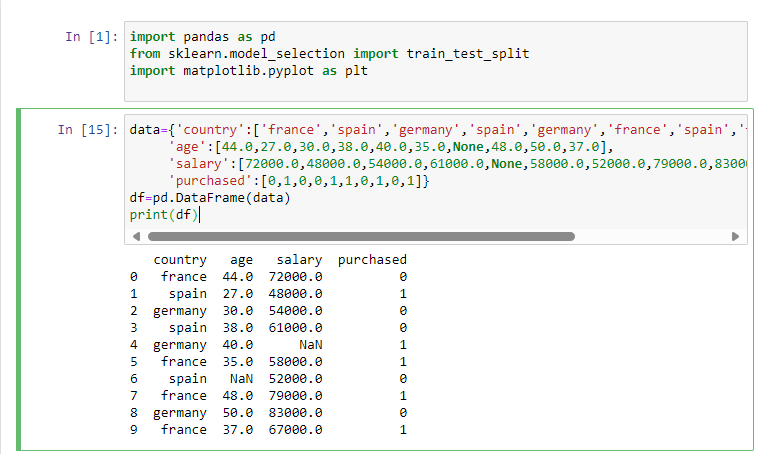 In [1]: import pandas as pd
from sklearn.model_selection import train_test_split
import matplotlib.pyplot as plt
In [15]: data={'country':['france','spain','germany','spain','germany','france','spain','
'age':[44.0,27.0,30.0,38.0,40.0,35.0,None,48.0,50.0,37.0],
'salary':[72000.0,48000.0,54000.0,61000.0,None,58000.0,52000.0,79000.0,83000
'purchased':[0,1,0,0,1,1,0,1,0,1]}
df=pd.DataFrame(data)
print(df)
country age salary purchased
0 france 44.0 72000.0 0
1 spain 27.0 48000.0 1
2 germany 30.0 54000.0 0
3 spain 38.0 61000.0 0
4 germany 40.0 NaN 1
5 france 35.0 58000.0 1
6 spain NaN 52000.0 0
7 france 48.0 79000.0 1
8 germany 50.0 83000.0 0
9 france 37.0 67000.0 1